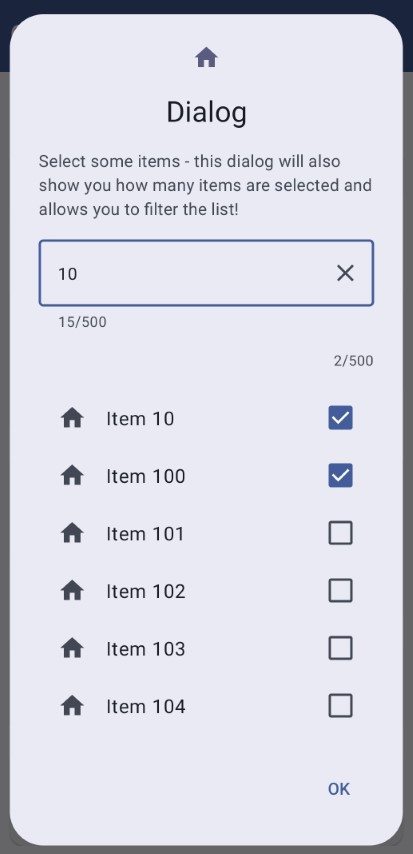 Dialog
Select some items - this dialog will also
show you how many items are selected and
allows you to filter the list!
10
15/500
2/500
Item 10
Item 100
Item 101
Item 102
Item 103
Item 104
OK